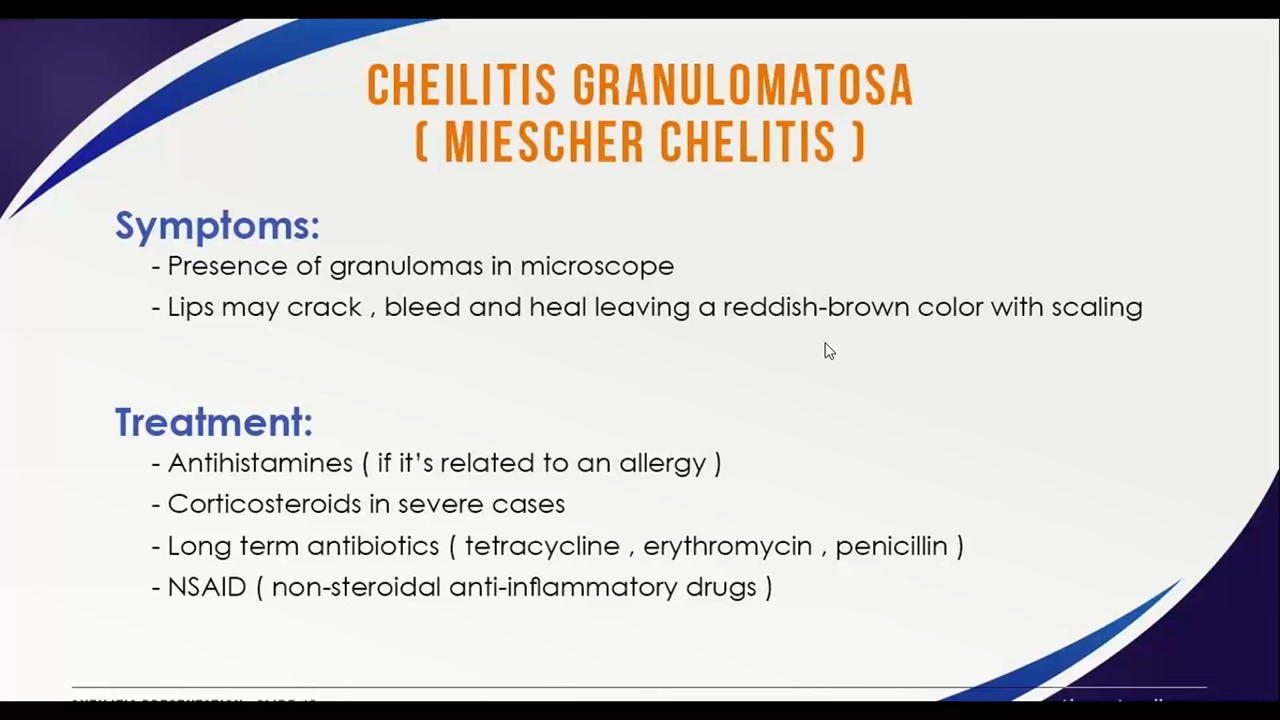 CHEILITIS GRANULOMATOSA
( MIESCHER CHELITIS )
Symptoms:
- Presence of granulomas in microscope
- Lips may crack , bleed and heal leaving a reddish-brown color with scaling
Treatment:
- Antihistamines ( if it's related to an allergy )
- Corticosteroids in severe cases
- Long term antibiotics ( tetracycline , erythromycin , penicillin )
- NSAID ( non-steroidal anti-inflammatory drugs )